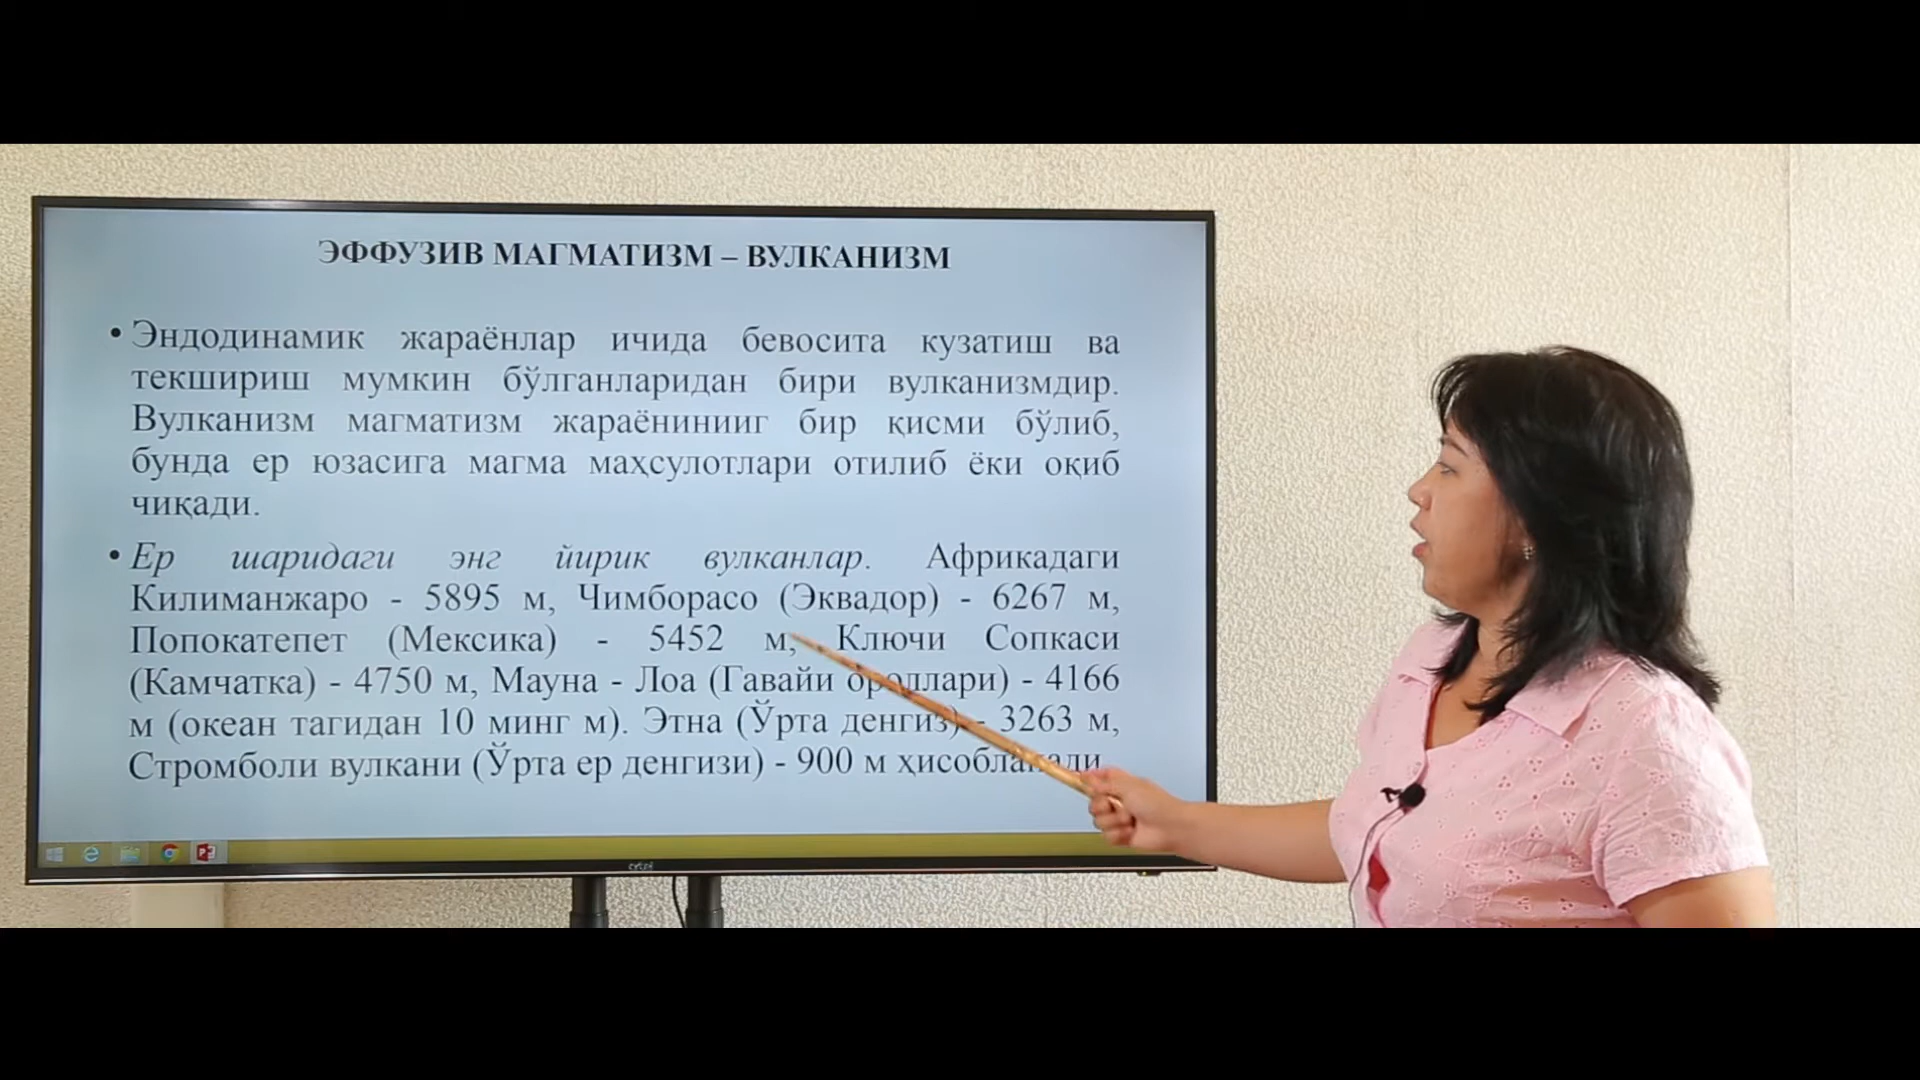 ЭФФУЗИВ МАГМАТИЗМ – ВУЛКАНИЗМ
• Эндодинамик жараёнлар ичида бевосита кузатиш ва
текшириш мумкин бўлганларидан бири вулканизмдир.
Вулканизм магматизм жараёнинииг бир қисми бўлиб,
бунда ер юзасига магма маҳсулотлари отилиб ёки оқиб
чиқади.
• Ер шаридаги энг йирик вулканлар. Африкадаги
Килиманжаро - 5895 м, Чимборасо (Эквадор) - 6267 м,
Попокатепет (Мексика) - 5452 м, Ключи Сопкаси
(Камчатка) - 4750 м, Мауна - Лоа (Гавайи ороллари) - 4166
м (океан тагидан 10 минг м). Этна (Ўрта денгиз) - 3263 м,
Стромболи вулкани (Ўрта ер денгизи) - 900 м ҳисобланади.